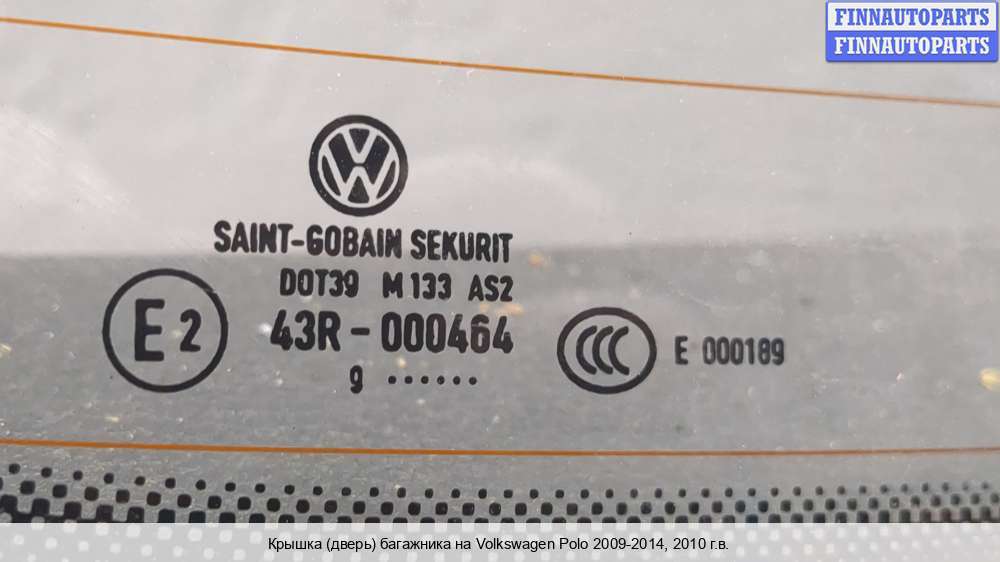 FINNAUTOPARTS
FINNAUTOPARTS
SAINT-GOBAIN SEKURIT
DOT39 M133 AS2
E2
43R-000464
CCC
E 000189
9 ······
Крышка (дверь) багажника на Volkswagen Polo 2009-2014, 2010 г.в.